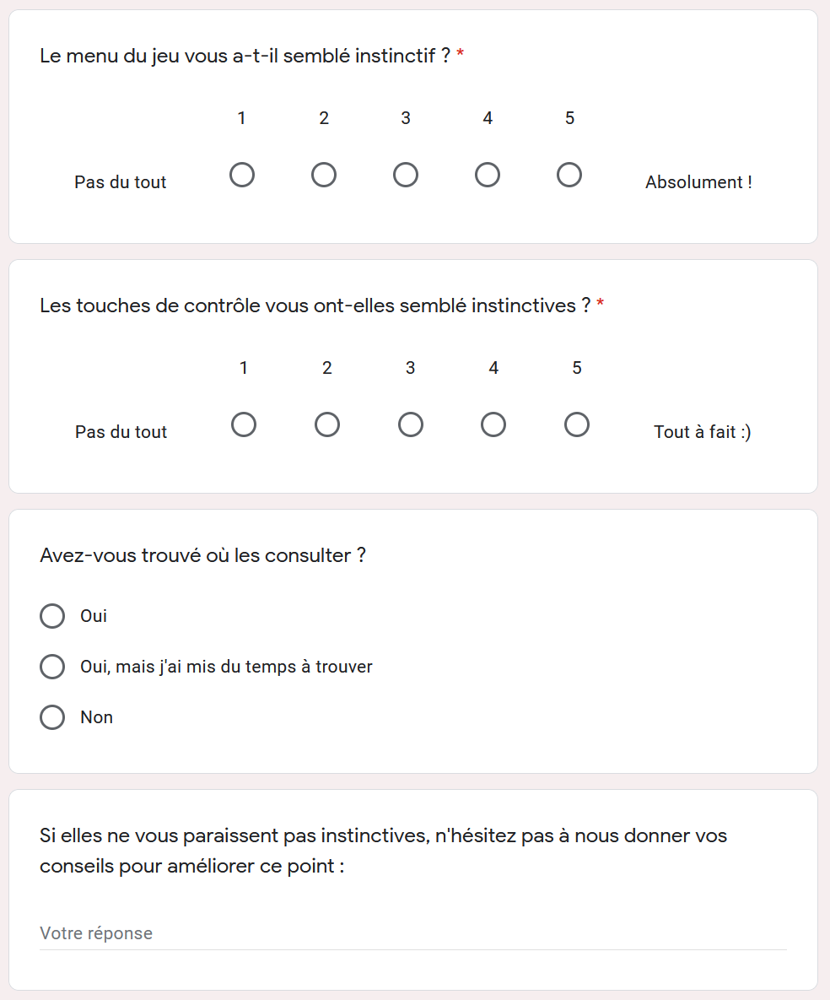 Le menu du jeu vous a-t-il semblé instinctif ? *
1 2 3 4 5
Pas du tout Absolument !
Les touches de contrôle vous ont-elles semblé instinctives ? *
1 2 3 4 5
Pas du tout Tout à fait :)
Avez-vous trouvé où les consulter ?
Oui
Oui, mais j'ai mis du temps à trouver
Non
Si elles ne vous paraissent pas instinctives, n'hésitez pas à nous donner vos
conseils pour améliorer ce point :
Votre réponse